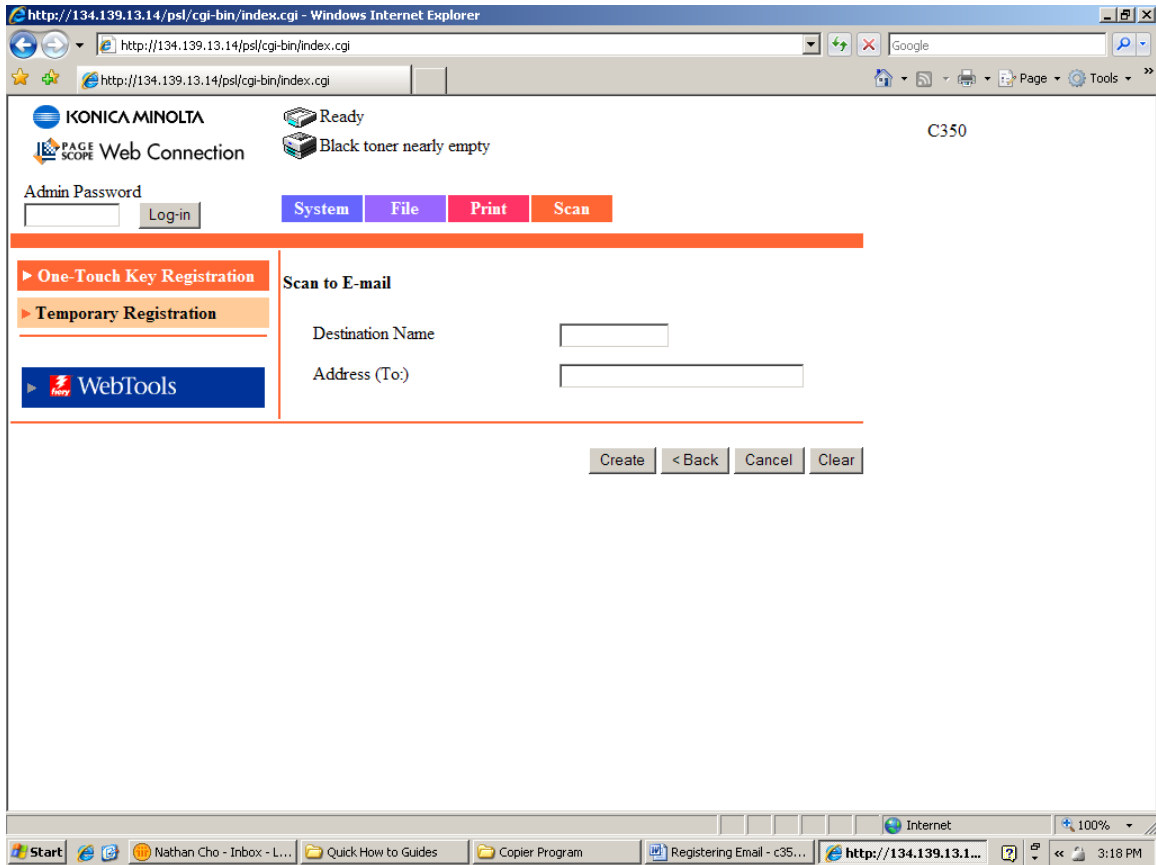 http://134.139.13.14/psl/cgi-bin/index.cgi - Windows Internet Explorer
http://134.139.13.14/psl/cgi-bin/index.cgi
Google
http://134.139.13.14/psl/cgi-bin/index.cgi
Page
Tools
»
KONICA MINOLTA
Ready
C350
PAGE SCOPE Web Connection
Black toner nearly empty
Admin Password
Log-in
System File Print Scan
One-Touch Key Registration
Scan to E-mail
Temporary Registration
Destination Name
Address (To:)
fiery WebTools
Create < Back Cancel Clear
Internet 100%
Start Nathan Cho - Inbox - L... Quick How to Guides Copier Program Registering Email - c35... http://134.139.13.1... « 3:18 PM